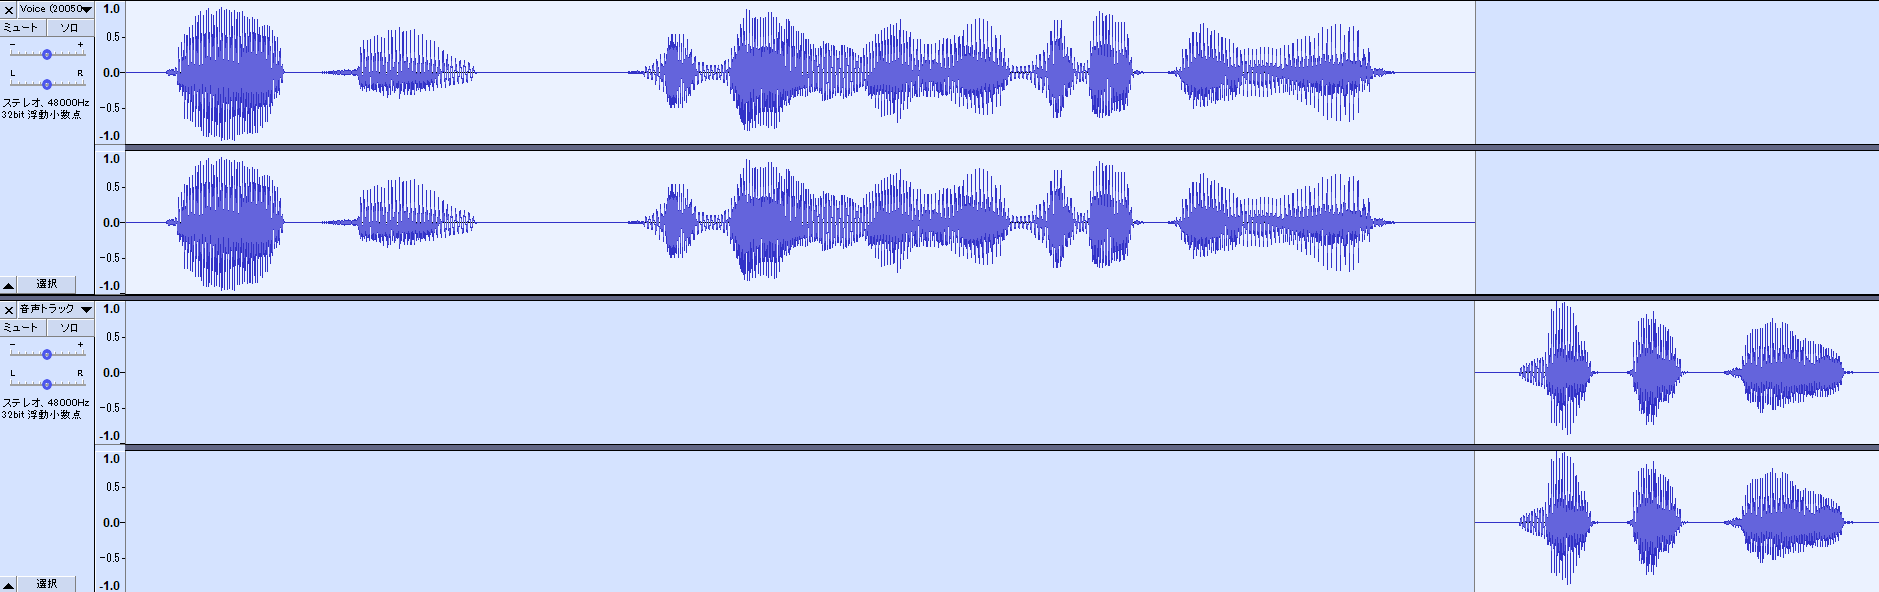 Voice (20050
ミュート ソロ
- +
L R
ステレオ、48000Hz
32bit 浮動小数点
選択
1.0
0.5
0.0
-0.5
-1.0
1.0
0.5
0.0
-0.5
-1.0
音声トラック
ミュート ソロ
- +
L R
ステレオ、48000Hz
32bit 浮動小数点
選択
1.0
0.5
0.0
-0.5
-1.0
1.0
0.5
0.0
-0.5
-1.0